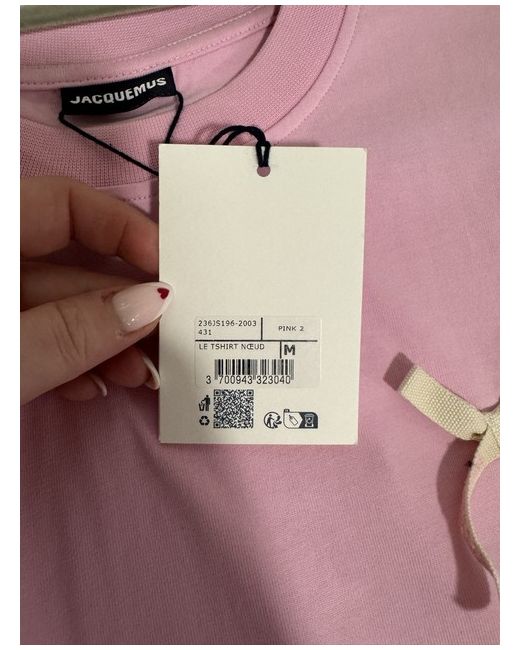 JACQUEMUS
236JS196-2003
431
PINK 2
LE TSHIRT NŒUD
M
3 700943 323040